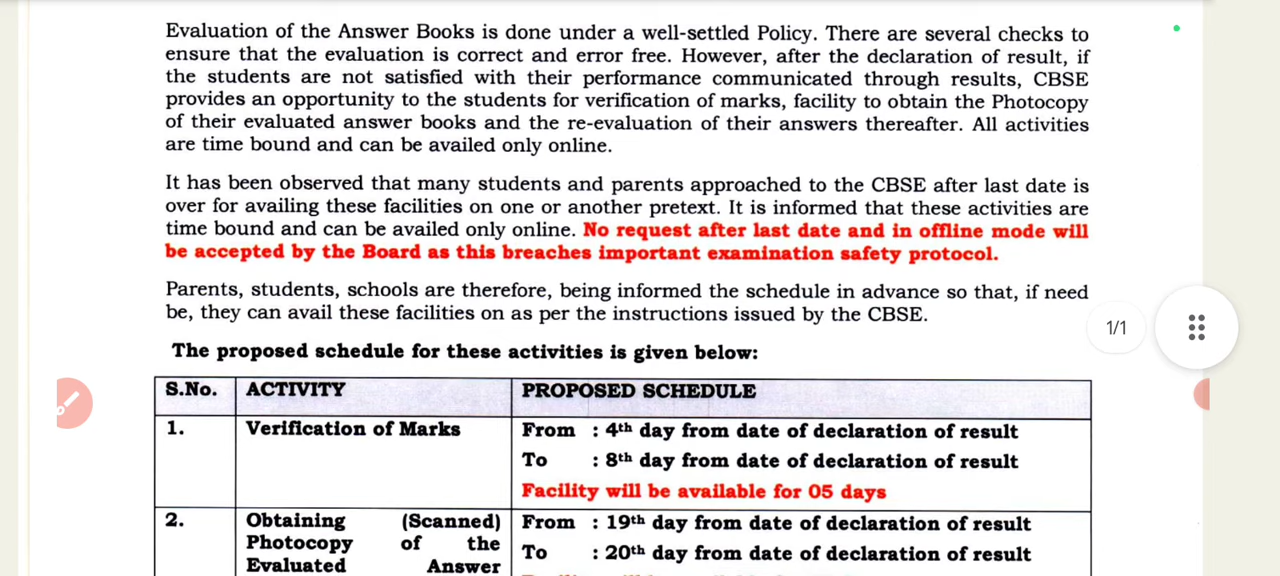 Evaluation of the Answer Books is done under a well-settled Policy. There are several checks to
ensure that the evaluation is correct and error free. However, after the declaration of result, if
the students are not satisfied with their performance communicated through results, CBSE
provides an opportunity to the students for verification of marks, facility to obtain the Photocopy
of their evaluated answer books and the re-evaluation of their answers thereafter. All activities
are time bound and can be availed only online.
It has been observed that many students and parents approached to the CBSE after last date is
over for availing these facilities on one or another pretext. It is informed that these activities are
time bound and can be availed only online. No request after last date and in offline mode will
be accepted by the Board as this breaches important examination safety protocol.
Parents, students, schools are therefore, being informed the schedule in advance so that, if need
be, they can avail these facilities on as per the instructions issued by the CBSE.
1/1
The proposed schedule for these activities is given below:
S.No. ACTIVITY PROPOSED SCHEDULE
1. Verification of Marks From : 4th day from date of declaration of result
To : 8th day from date of declaration of result
Facility will be available for 05 days
2. Obtaining (Scanned) From : 19th day from date of declaration of result
Photocopy of the
To : 20th day from date of declaration of result
Evaluated Answer